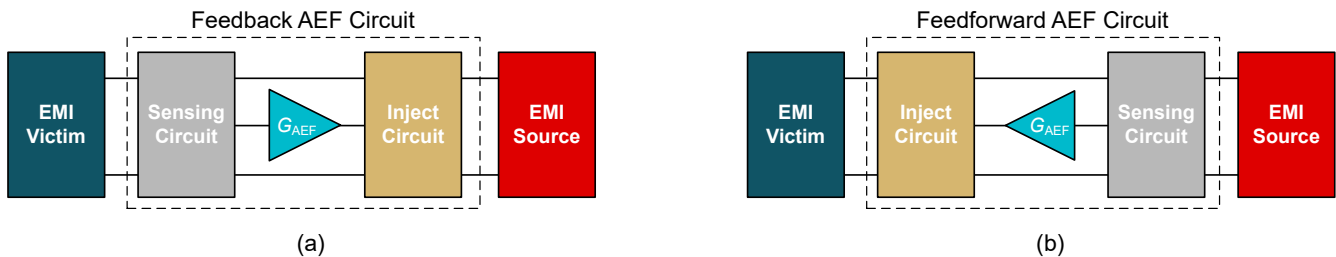 Feedback AEF Circuit
EMI
Victim
Sensing
Circuit
GAEF
Inject
Circuit
EMI
Source
(a)
Feedforward AEF Circuit
EMI
Victim
Inject
Circuit
GAEF
Sensing
Circuit
EMI
Source
(b)